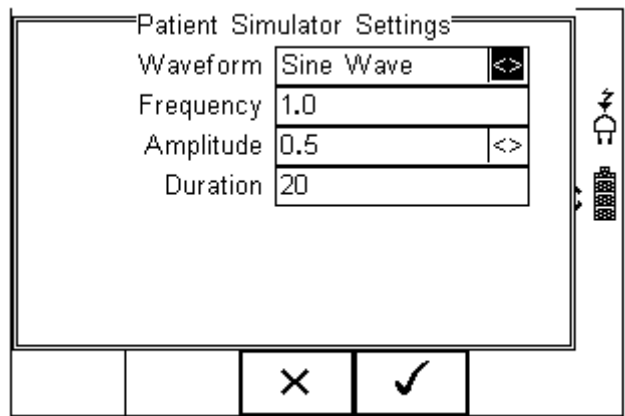 Patient Simulator Settings
Waveform Sine Wave <>
Frequency 1.0
Amplitude 0.5 <>
Duration 20